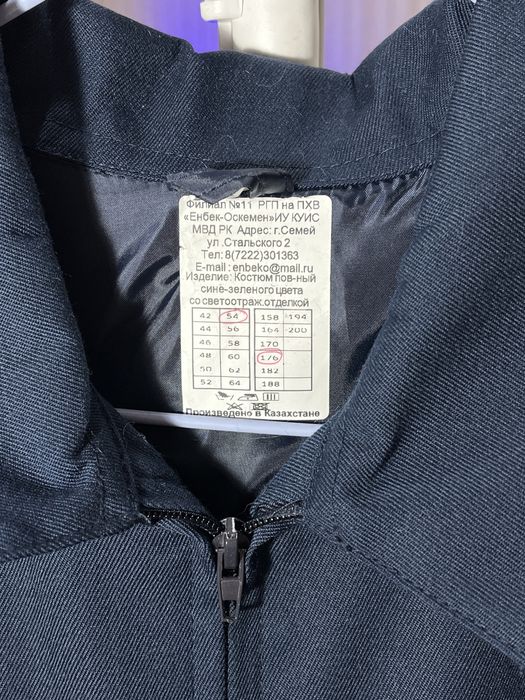 Филиал №11 РГП на ПХВ
«Енбек-Оскемен»ИУ КУИС
МВД РК Адрес: г.Семей
ул.Стальского 2
Тел: 8(7222)301363
E-mail: enbeko@mail.ru
Изделие: Костюм пов-ный
сине-зеленого цвета
со светоотраж.отделкой
42 54 158 194
44 56 164 200
46 58 170
48 60 176
50 62 182
52 64 188
Произведено в Казахстане